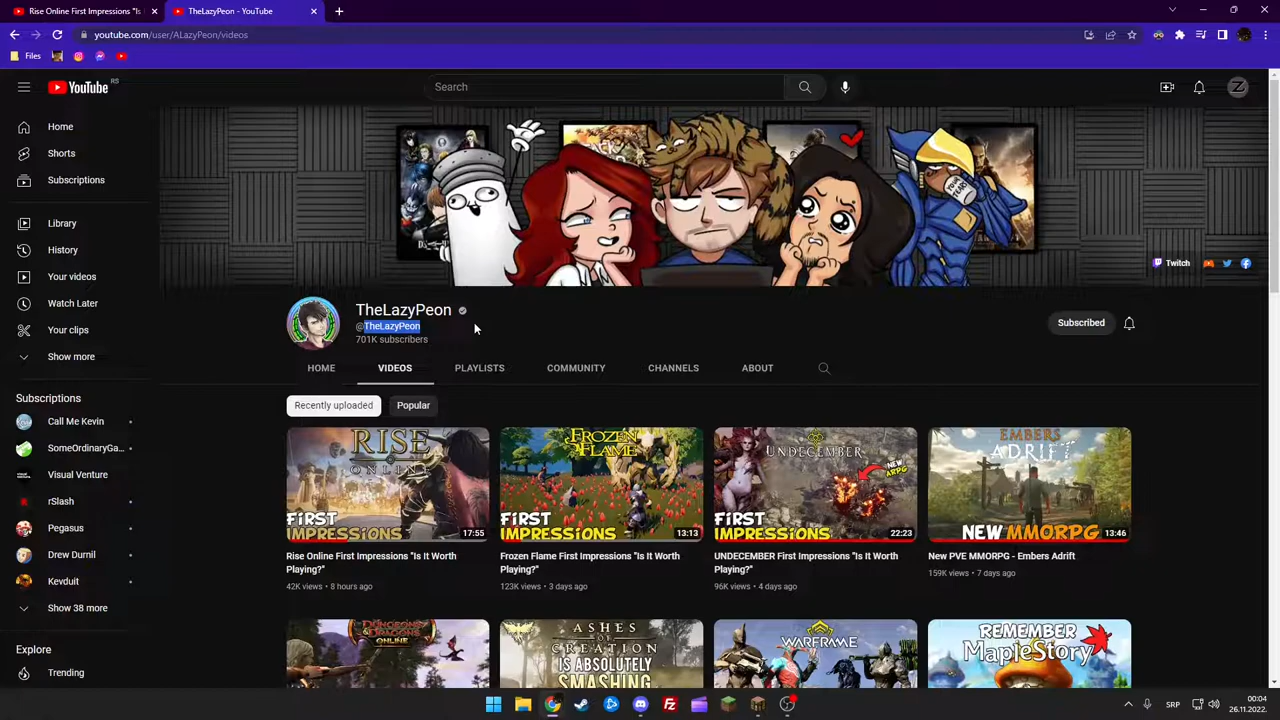 Rise Online First Impressions "Is I
TheLazyPeon - YouTube
youtube.com/user/ALazyPeon/videos
Files
YouTube RS
Search
Z
Home
Shorts
Subscriptions
Library
History
Your videos
Watch Later
Your clips
Show more
Subscriptions
Call Me Kevin
SomeOrdinaryGa...
Visual Venture
rSlash
Pegasus
Drew Durnil
Kevduit
Show 38 more
Explore
Trending
Twitch
TheLazyPeon
@TheLazyPeon
701K subscribers
Subscribed
HOME
VIDEOS
PLAYLISTS
COMMUNITY
CHANNELS
ABOUT
Recently uploaded
Popular
RISE
ONLINE
FIRST
IMPRESSIONS
17:55
Rise Online First Impressions "Is It Worth
Playing?"
42K views • 8 hours ago
FROZEN
FLAME
FIRST
IMPRESSIONS
13:13
Frozen Flame First Impressions "Is It Worth
Playing?"
123K views • 3 days ago
UNDECEMBER
NEW
ARPG
FIRST
IMPRESSIONS
22:23
UNDECEMBER First Impressions "Is It Worth
Playing?"
96K views • 4 days ago
EMBERS
ADRIFT
NEW MMORPG
13:46
New PVE MMORPG - Embers Adrift
159K views • 7 days ago
DUNGEONS
& DRAGONS
ONLINE
ASHES
OF
CREATION
IS ABSOLUTELY
SMASHING
WARFRAME
REMEMBER
MapleStory
SRP
00:04
26.11.2022.